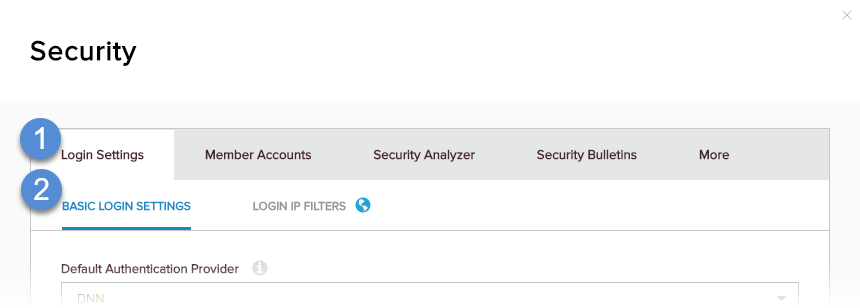 Security
1
Login Settings Member Accounts Security Analyzer Security Bulletins More
2
BASIC LOGIN SETTINGS LOGIN IP FILTERS
Default Authentication Provider
DNN